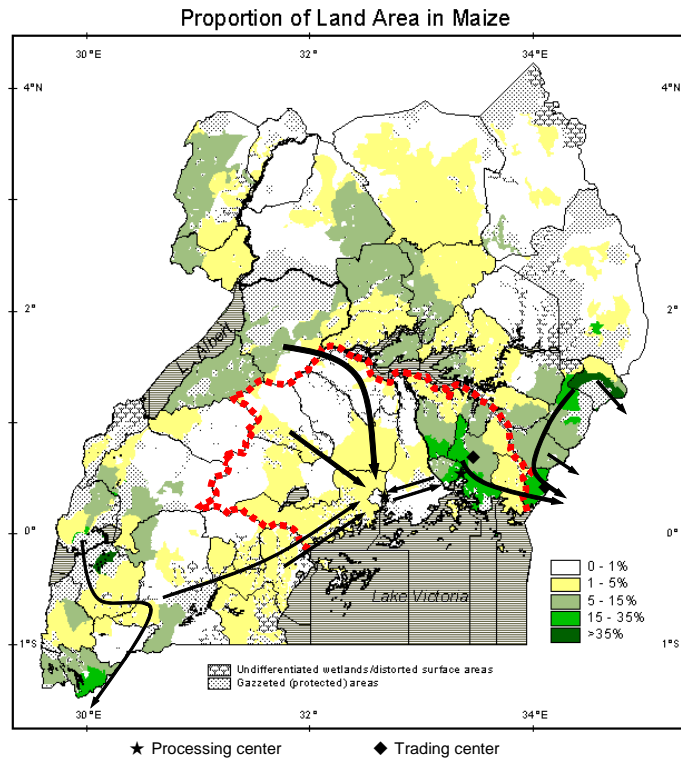 Proportion of Land Area in Maize
30°E 32° 34°E
4°N 4°N
2° 2°
L. Albert
0° 0°
0 - 1%
1 - 5%
5 - 15%
15 - 35%
>35%
Lake Victoria
1°S 1°S
Undifferentiated wetlands/distorted surface areas
Gazzeted (protected) areas
30°E 32° 34°E
Processing center Trading center